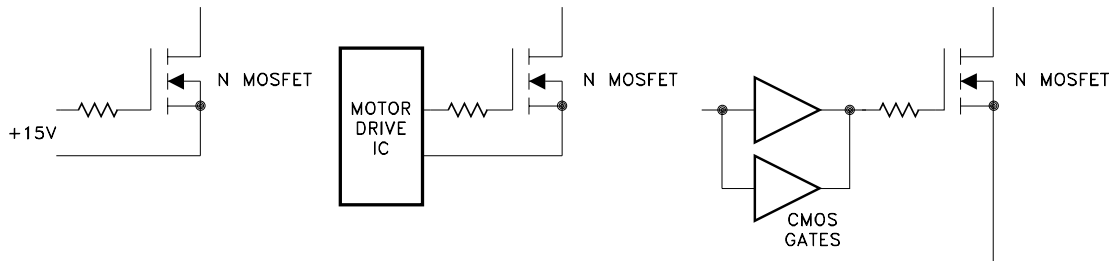 N MOSFET
+15V
MOTOR
DRIVE
IC
N MOSFET
N MOSFET
CMOS
GATES